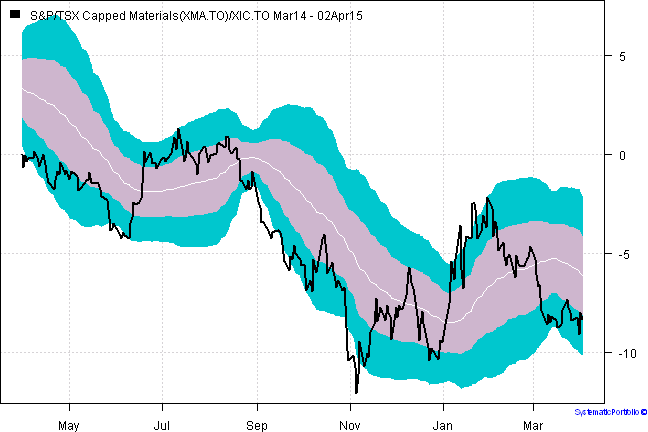 S&P/TSX Capped Materials(XMA.TO)/XIC.TO Mar14 - 02Apr15
5
0
-5
-10
May Jul Sep Nov Jan Mar
SystematicPortfolio ©